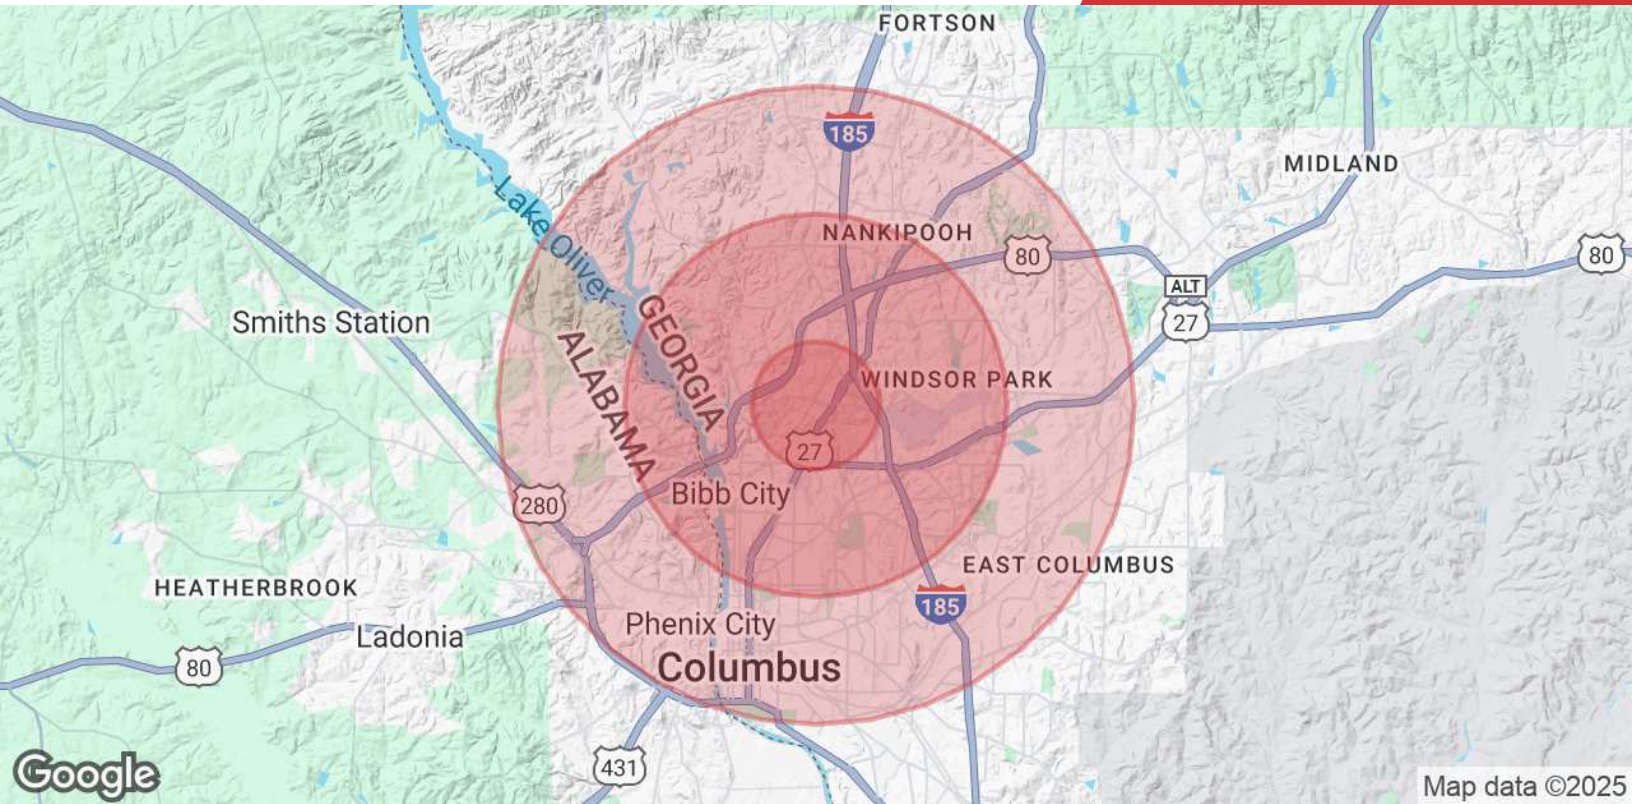 FORTSON
185
MIDLAND
Lake Oliver
NANKIPOOH
80
80
ALT
27
GEORGIA
Smiths Station
ALABAMA
WINDSOR PARK
27
Bibb City
280
EAST COLUMBUS
HEATHERBROOK
185
Phenix City
Ladonia
80
Columbus
431
Google
Map data ©2025